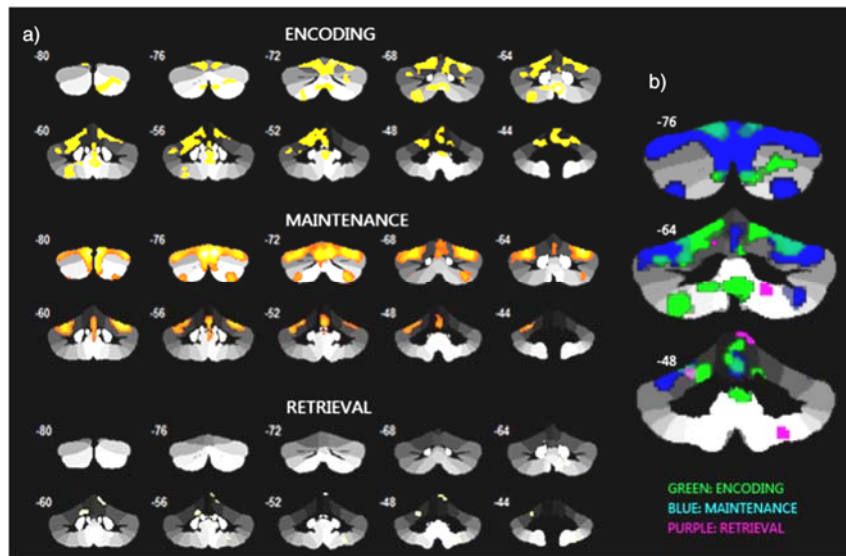 a)
ENCODING
-80 -76 -72 -68 -64
-60 -56 -52 -48 -44
MAINTENANCE
-80 -76 -72 -68 -64
-60 -56 -52 -48 -44
RETRIEVAL
-80 -76 -72 -68 -64
-60 -56 -52 -48 -44
b)
-76
-64
-48
GREEN: ENCODING
BLUE: MAINTENANCE
PURPLE: RETRIEVAL